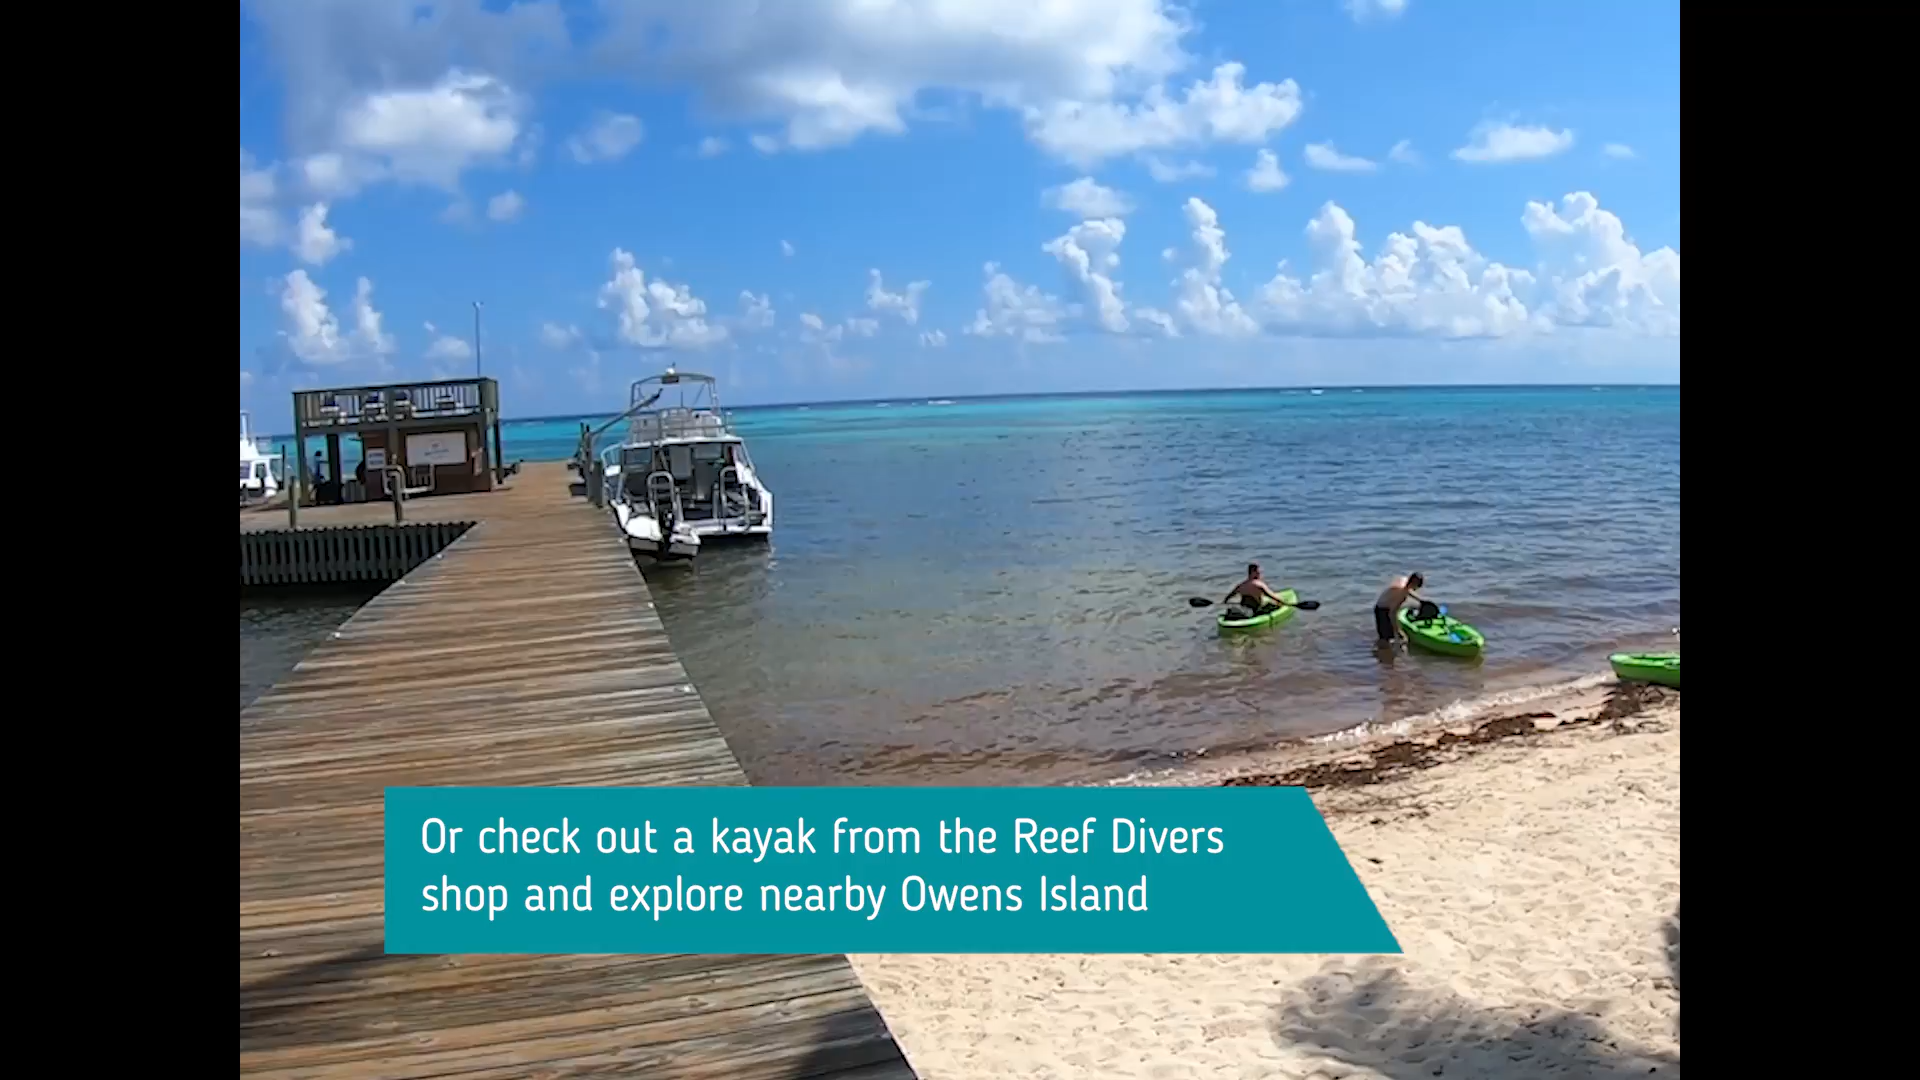 Or check out a kayak from the Reef Divers
shop and explore nearby Owens Island